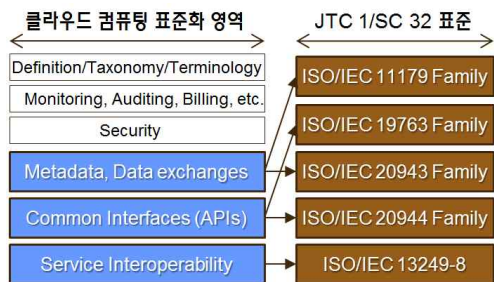 클라우드 컴퓨팅 표준화 영역
JTC 1/SC 32 표준
Definition/Taxonomy/Terminology
Monitoring, Auditing, Billing, etc.
Security
Metadata, Data exchanges
Common Interfaces (APIs)
Service Interoperability
ISO/IEC 11179 Family
ISO/IEC 19763 Family
ISO/IEC 20943 Family
ISO/IEC 20944 Family
ISO/IEC 13249-8